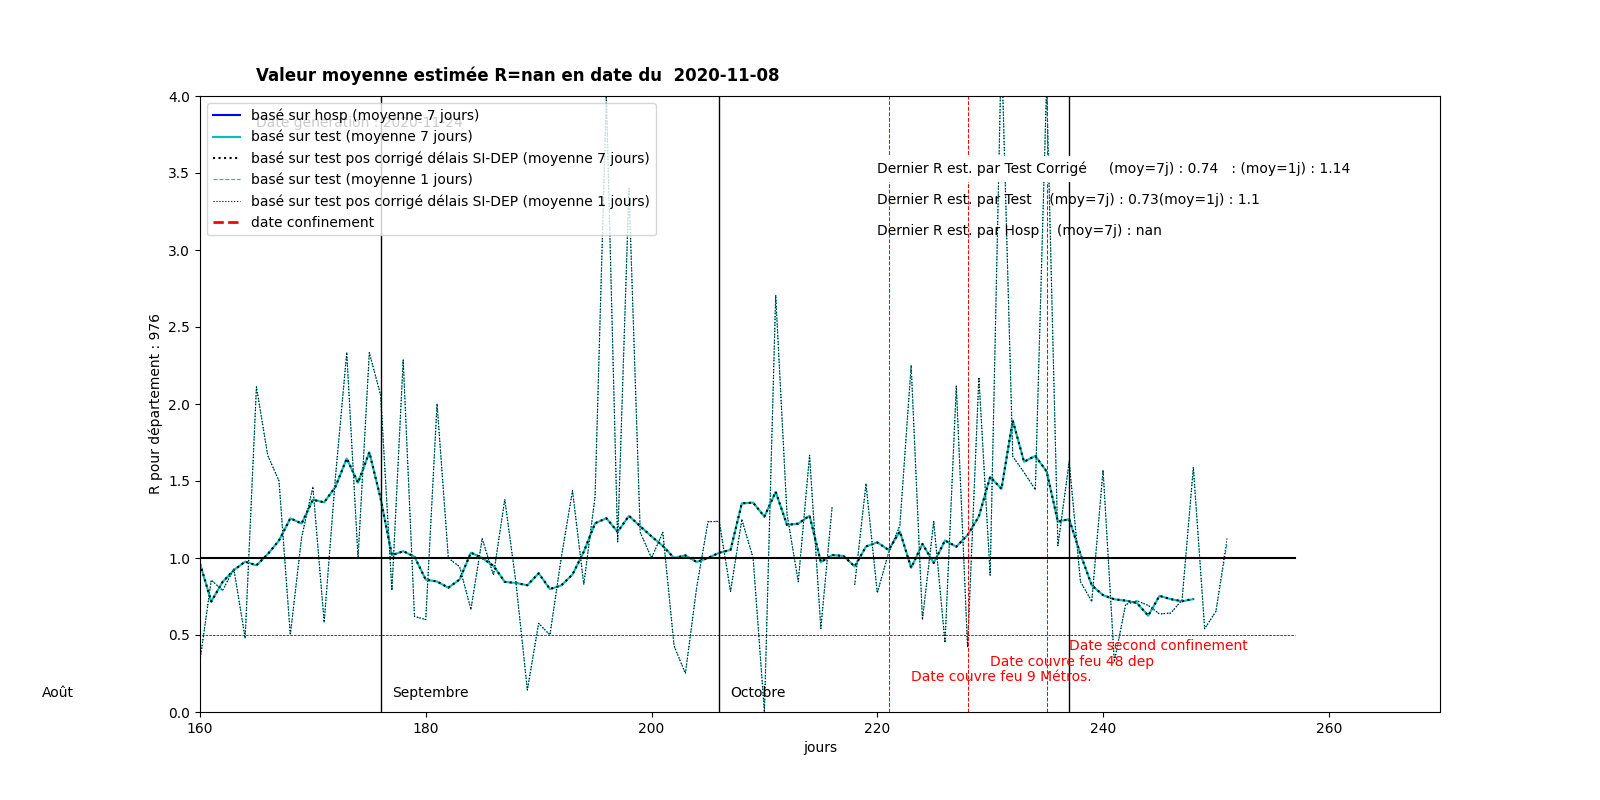 Valeur moyenne estimée R=nan en date du  2020-11-08
Date génération : 2020-11-24
basé sur hosp (moyenne 7 jours)
basé sur test (moyenne 7 jours)
basé sur test pos corrigé délais SI-DEP (moyenne 7 jours)
basé sur test (moyenne 1 jours)
basé sur test pos corrigé délais SI-DEP (moyenne 1 jours)
date confinement
Dernier R est. par Test Corrigé     (moy=7j) : 0.74   : (moy=1j) : 1.14
Dernier R est. par Test    (moy=7j) : 0.73(moy=1j) : 1.1
Dernier R est. par Hosp    (moy=7j) : nan
4.0
3.5
3.0
2.5
2.0
1.5
1.0
0.5
0.0
R pour département : 976
Date second confinement
Date couvre feu 48 dep
Date couvre feu 9 Métros.
Août
Septembre
Octobre
160
180
200
220
240
260
jours